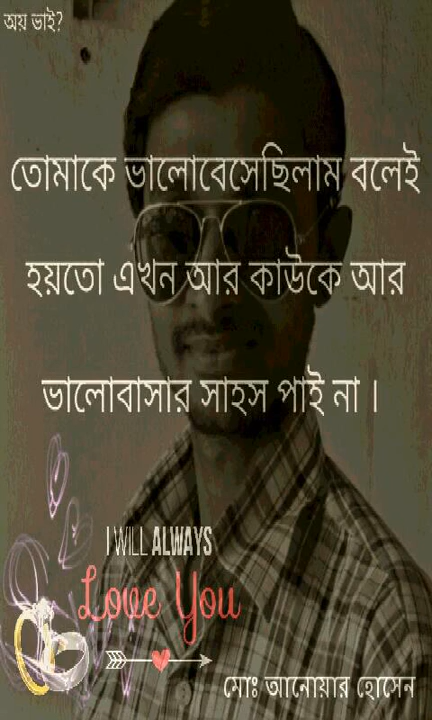 অয় ভাই?
তোমাকে ভালোবেসেছিলাম বলেই
হয়তো এখন আর কাউকে আর
ভালোবাসার সাহস পাই না ।
I WILL ALWAYS
Love You
মোঃ আনোয়ার হোসেন